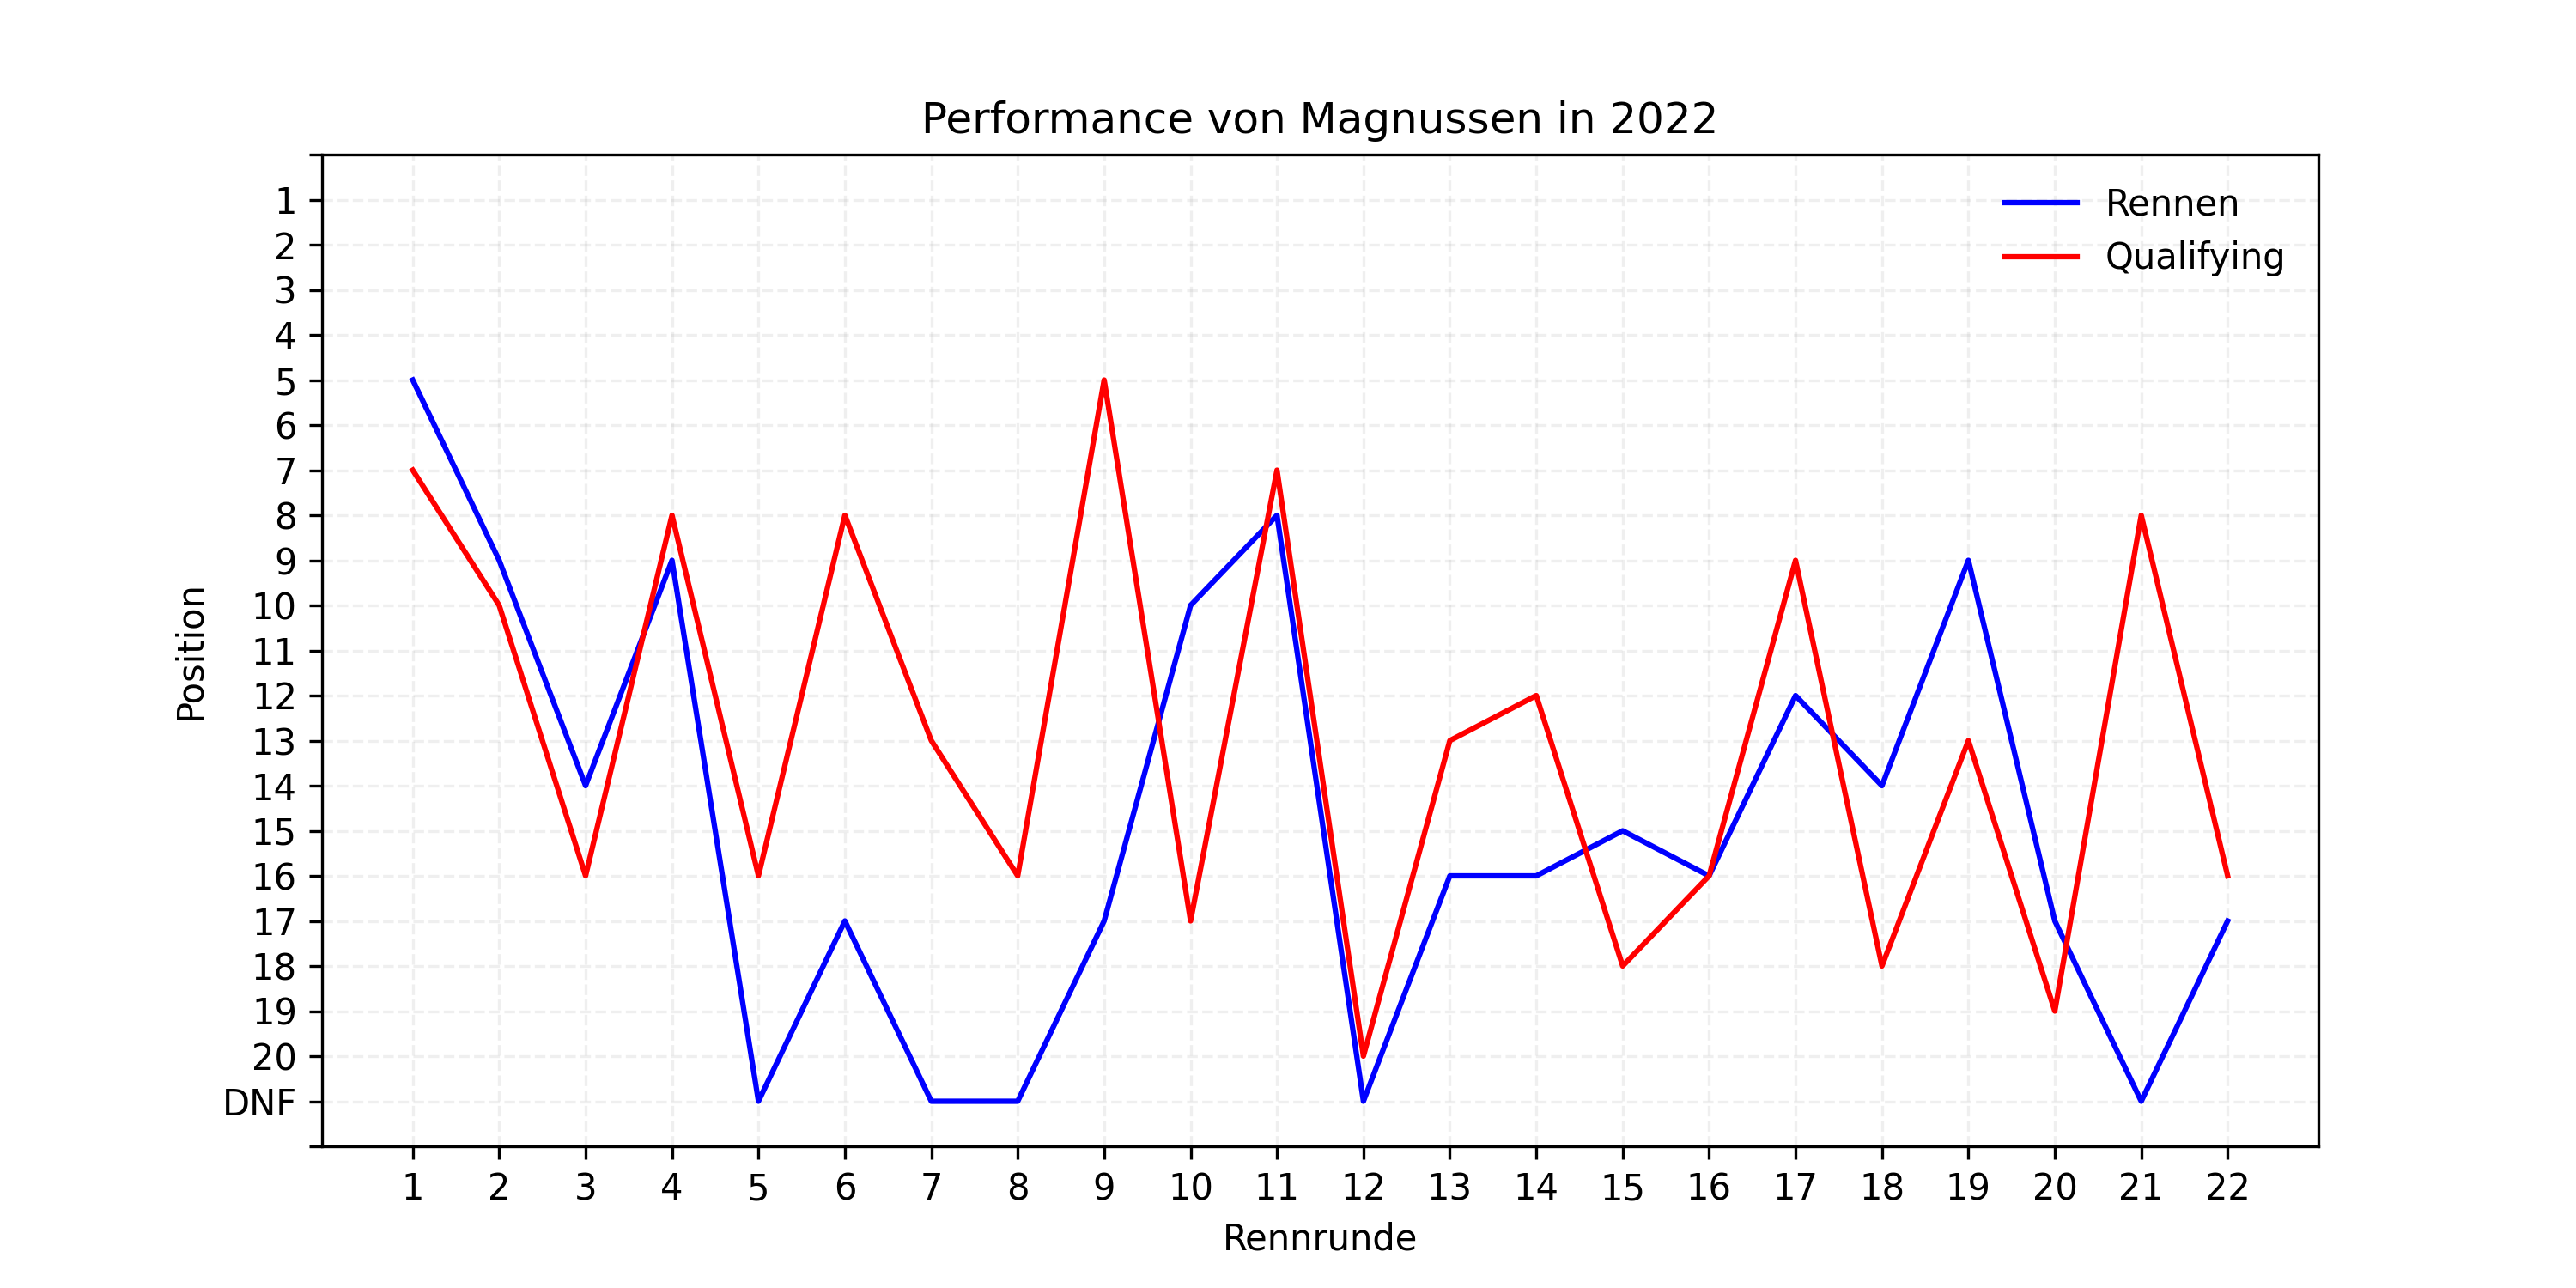 Performance von Magnussen in 2022
Rennen
Qualifying
Position
1
2
3
4
5
6
7
8
9
10
11
12
13
14
15
16
17
18
19
20
DNF
1 2 3 4 5 6 7 8 9 10 11 12 13 14 15 16 17 18 19 20 21 22
Rennrunde